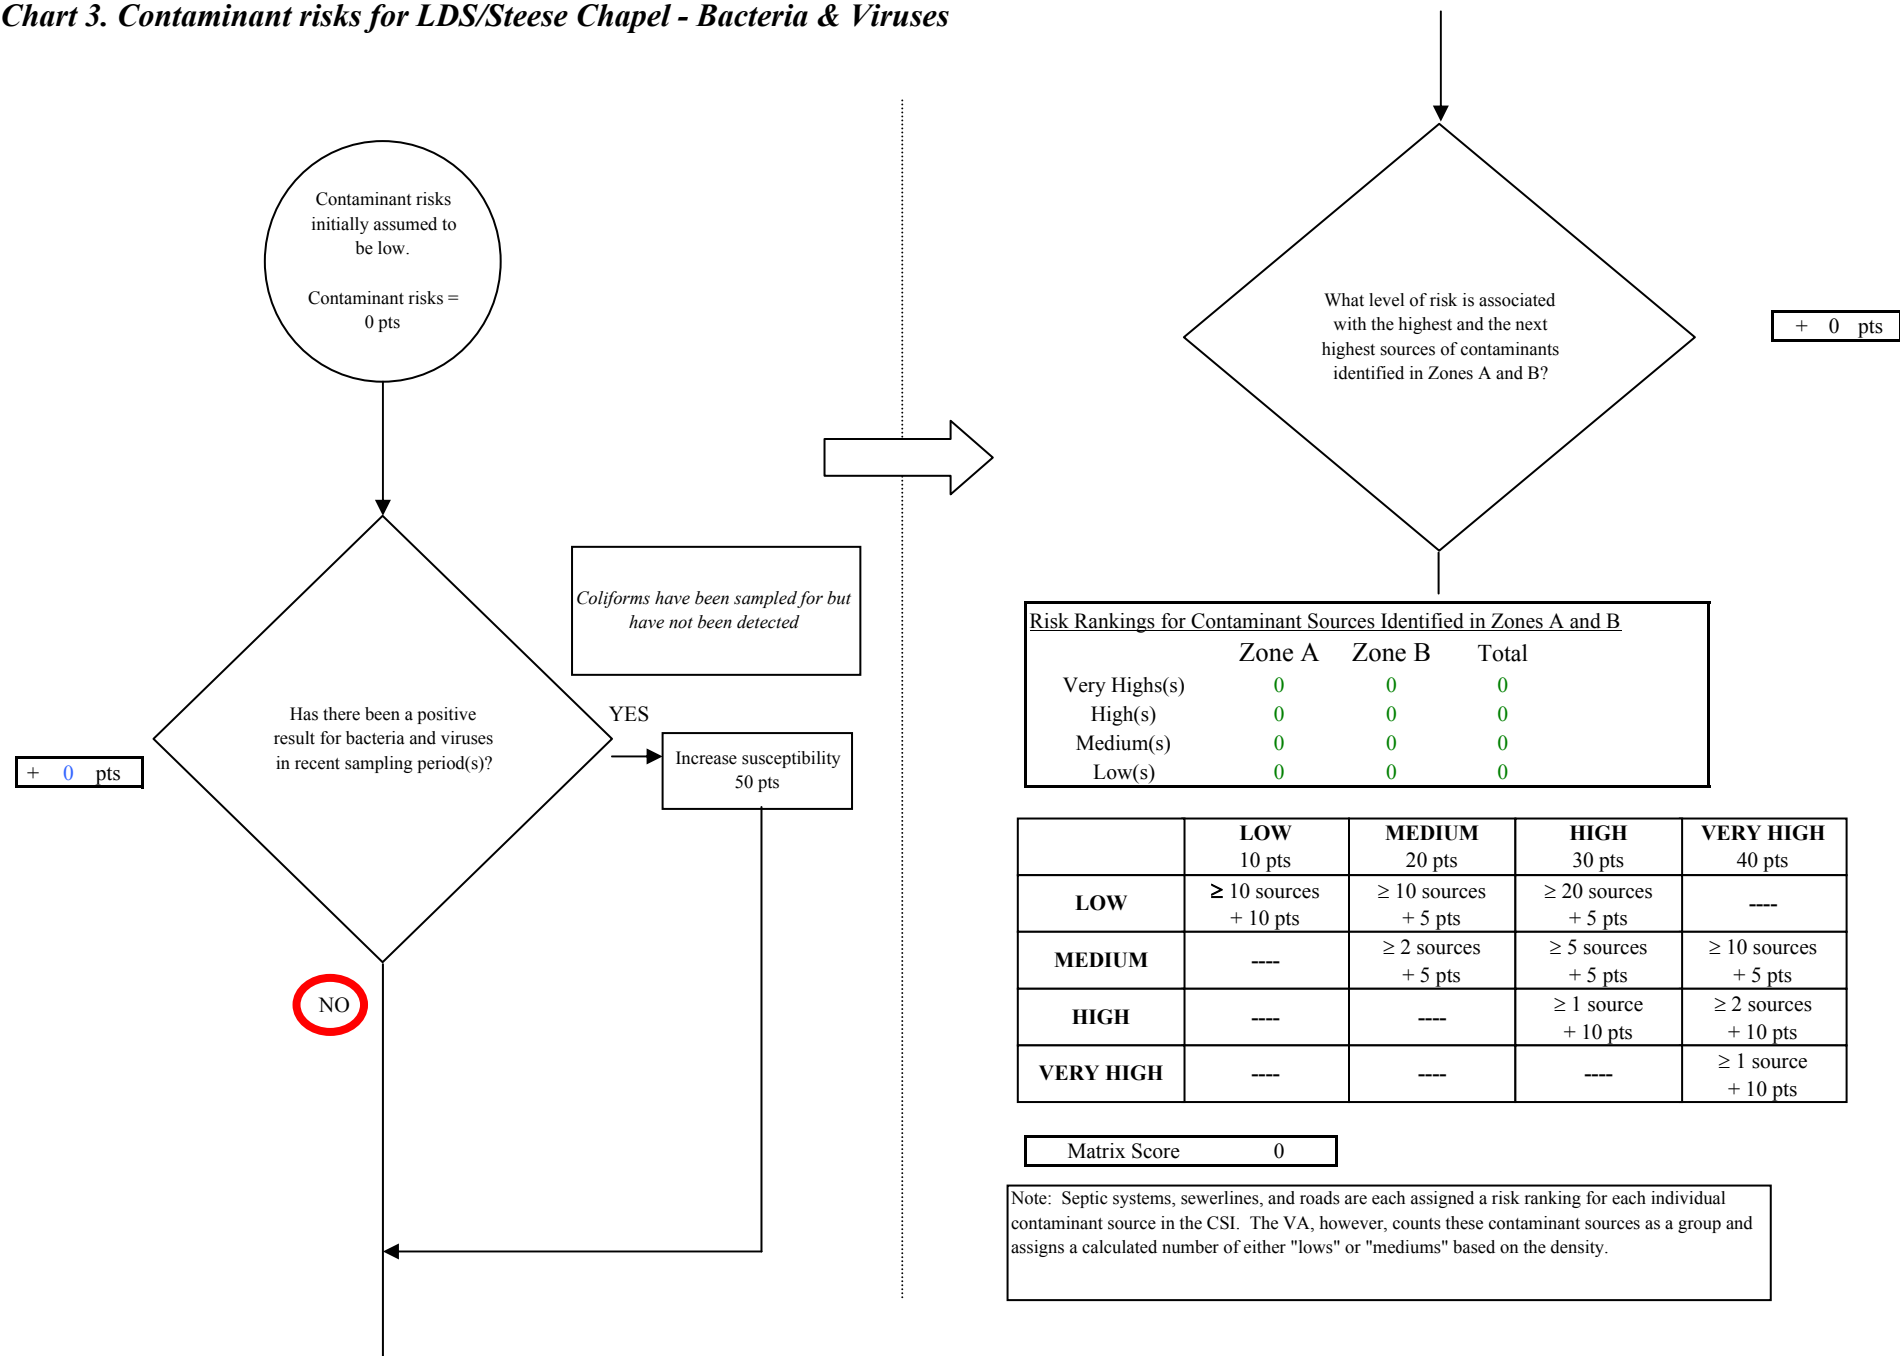 Chart 3. Contaminant risks for LDS/Steese Chapel - Bacteria & Viruses
Contaminant risks
initially assumed to
be low.
Contaminant risks =
0 pts
Coliforms have been sampled for but
have not been detected
Has there been a positive
result for bacteria and viruses
in recent sampling period(s)?
YES
Increase susceptibility
50 pts
+ 0 pts
NO
What level of risk is associated
with the highest and the next
highest sources of contaminants
identified in Zones A and B?
+ 0 pts
Risk Rankings for Contaminant Sources Identified in Zones A and B
Zone A Zone B Total
Very Highs(s) 0 0 0
High(s) 0 0 0
Medium(s) 0 0 0
Low(s) 0 0 0
LOW MEDIUM HIGH VERY HIGH
10 pts 20 pts 30 pts 40 pts
LOW ≥ 10 sources ≥ 10 sources ≥ 20 sources ----
+ 10 pts + 5 pts + 5 pts
MEDIUM ---- ≥ 2 sources ≥ 5 sources ≥ 10 sources
+ 5 pts + 5 pts + 5 pts
HIGH ---- ---- ≥ 1 source ≥ 2 sources
+ 10 pts + 10 pts
VERY HIGH ---- ---- ---- ≥ 1 source
+ 10 pts
Matrix Score 0
Note: Septic systems, sewerlines, and roads are each assigned a risk ranking for each individual
contaminant source in the CSI. The VA, however, counts these contaminant sources as a group and
assigns a calculated number of either "lows" or "mediums" based on the density.